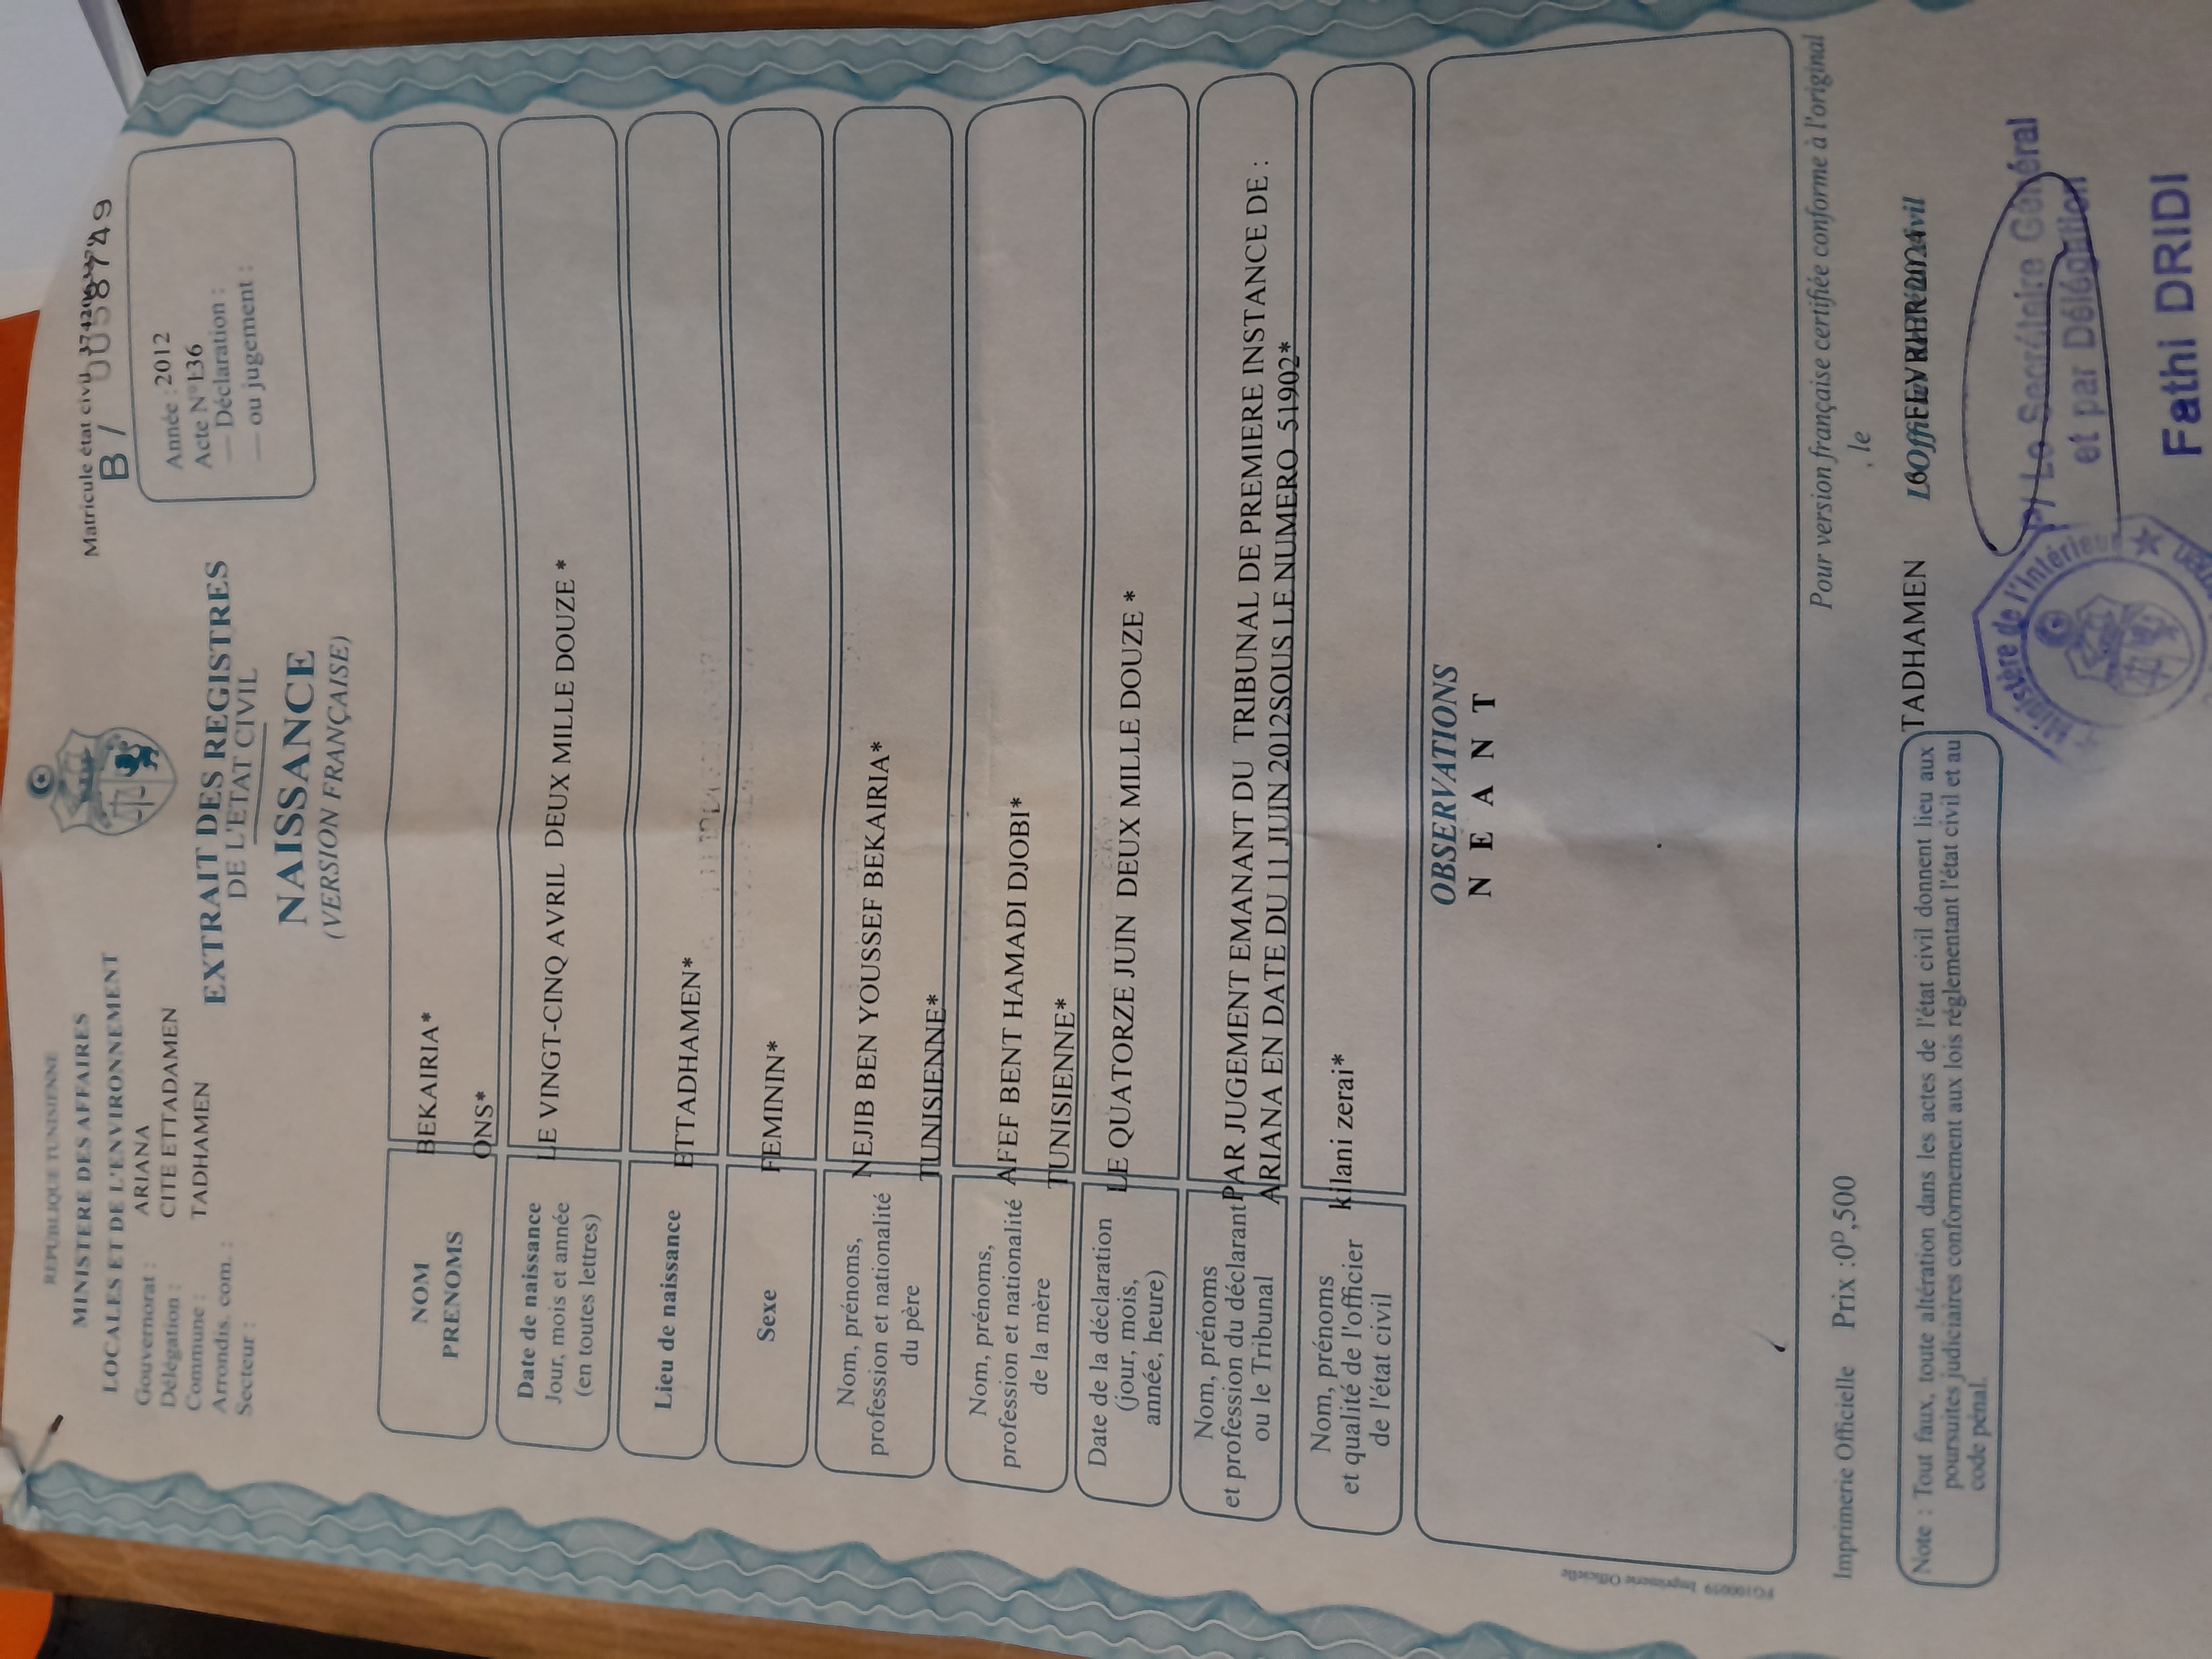 REPUBLIQUE TUNISIENNE
MINISTERE DES AFFAIRES
LOCALES ET DE L'ENVIRONNEMENT
Gouvernorat : ARIANA
Délégation : CITE ETTADAMEN
Commune : TADHAMEN
Arrondis. com. :
Secteur :
Matricule état civil
B / 0058749
Année : 2012
Acte N° 136
— Déclaration :
— ou jugement :
EXTRAIT DES REGISTRES
DE L'ETAT CIVIL
NAISSANCE
(VERSION FRANÇAISE)
NOM BEKAIRIA*
PRENOMS ONS*
Date de naissance
Jour, mois et année
(en toutes lettres)
LE VINGT-CINQ AVRIL DEUX MILLE DOUZE *
Lieu de naissance ETTADHAMEN*
Sexe FEMININ*
Nom, prénoms,
profession et nationalité
du père
NEJIB BEN YOUSSEF BEKAIRIA*
TUNISIENNE*
Nom, prénoms,
profession et nationalité
de la mère
AFEF BENT HAMADI DJOBI*
TUNISIENNE*
Date de la déclaration
(jour, mois,
année, heure)
LE QUATORZE JUIN DEUX MILLE DOUZE *
Nom, prénoms
et profession du déclarant
ou le Tribunal
PAR JUGEMENT EMANANT DU TRIBUNAL DE PREMIERE INSTANCE DE :
ARIANA EN DATE DU 11 JUIN 2012SOUS LE NUMERO 51902*
Nom, prénoms
et qualité de l'officier
de l'état civil
kilani zerai*
OBSERVATIONS
N E A N T
FG100059 Imprimerie Officielle
Pour version française certifiée conforme à l'original
, le
Imprimerie Officielle Prix :0ᴰ,500
TADHAMEN
Note : Tout faux, toute altération dans les actes de l'état civil donnent lieu aux
poursuites judiciaires conformement aux lois réglementant l'état civil et au
code pénal.
P/ Le Secrétaire Général
et par Délégation
Fathi DRIDI
Ministère de l'Intérieur